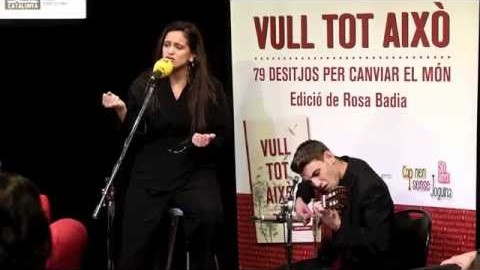 CATALUNYA
VULL TOT AIXÒ
79 DESITJOS PER CANVIAR EL MÓN
Edició de Rosa Badia
VULL
TOT
AIXÒ
Cap nen
sense
Joguina